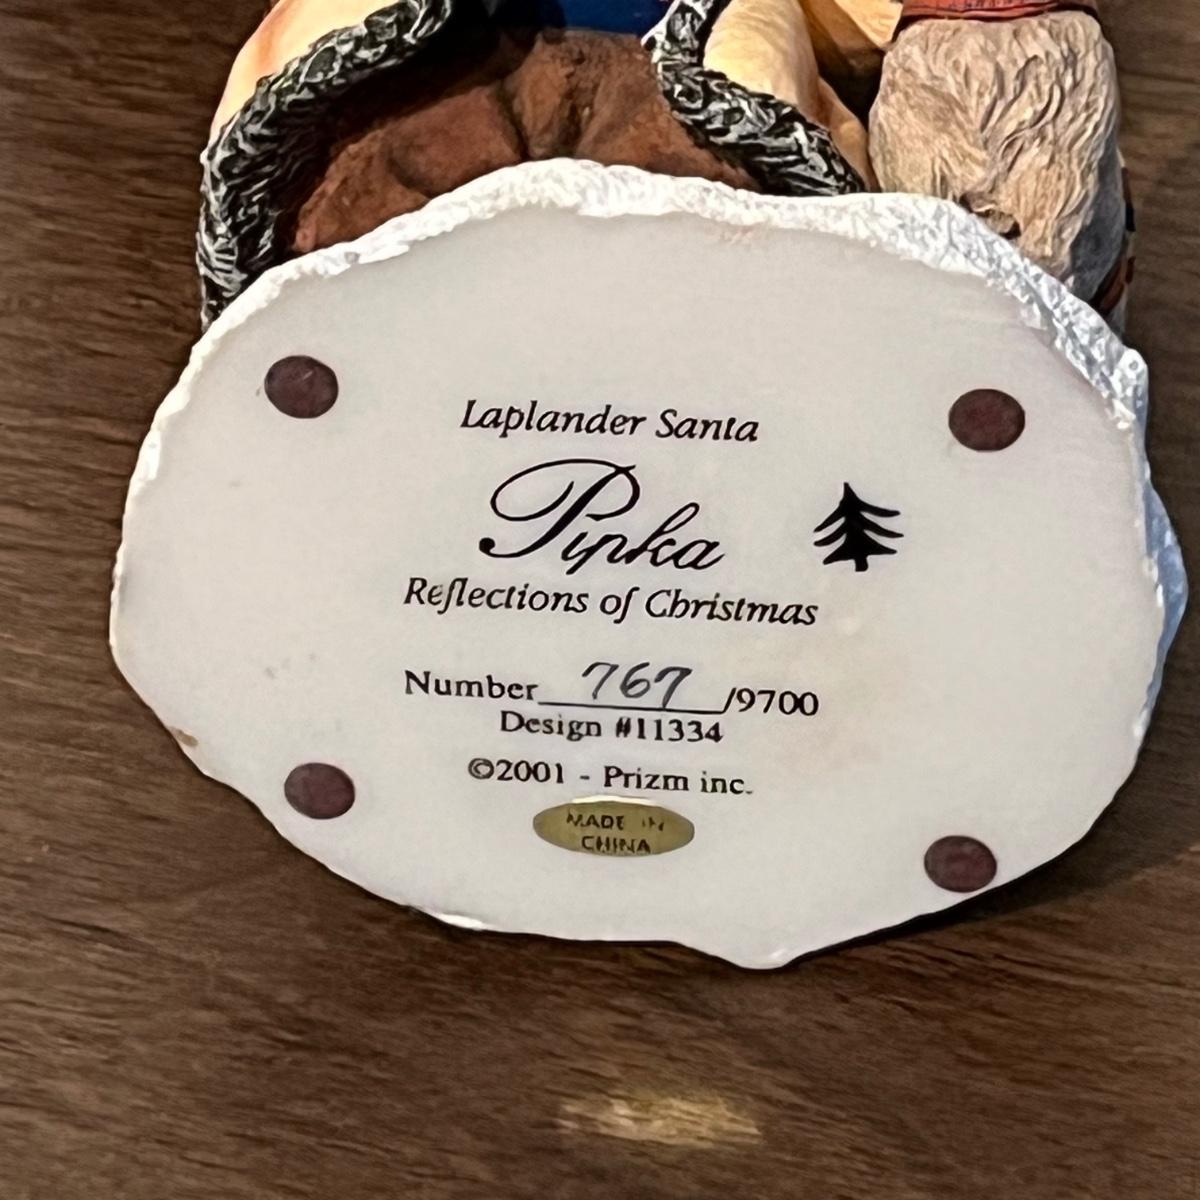 Laplander Santa
Pipka
Reflections of Christmas
Number 767 /9700
Design #11334
©2001 - Prizm inc.
MADE IN
CHINA